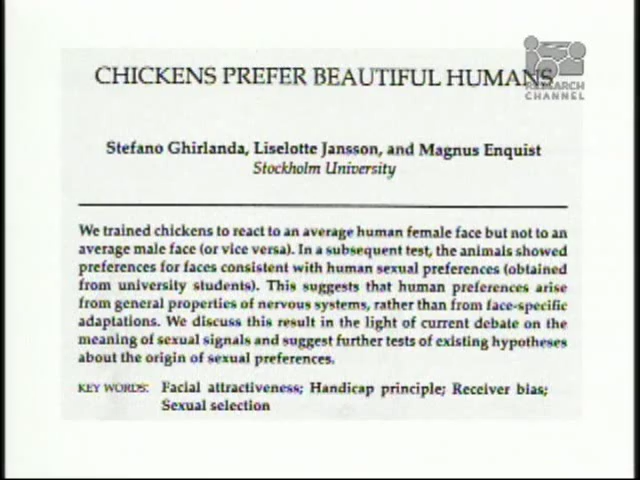 CHICKENS PREFER BEAUTIFUL HUMANS
RESEARCH
CHANNEL
Stefano Ghirlanda, Liselotte Jansson, and Magnus Enquist
Stockholm University
We trained chickens to react to an average human female face but not to an
average male face (or vice versa). In a subsequent test, the animals showed
preferences for faces consistent with human sexual preferences (obtained
from university students). This suggests that human preferences arise
from general properties of nervous systems, rather than from face-specific
adaptations. We discuss this result in the light of current debate on the
meaning of sexual signals and suggest further tests of existing hypotheses
about the origin of sexual preferences.
KEY WORDS: Facial attractiveness; Handicap principle; Receiver bias;
Sexual selection